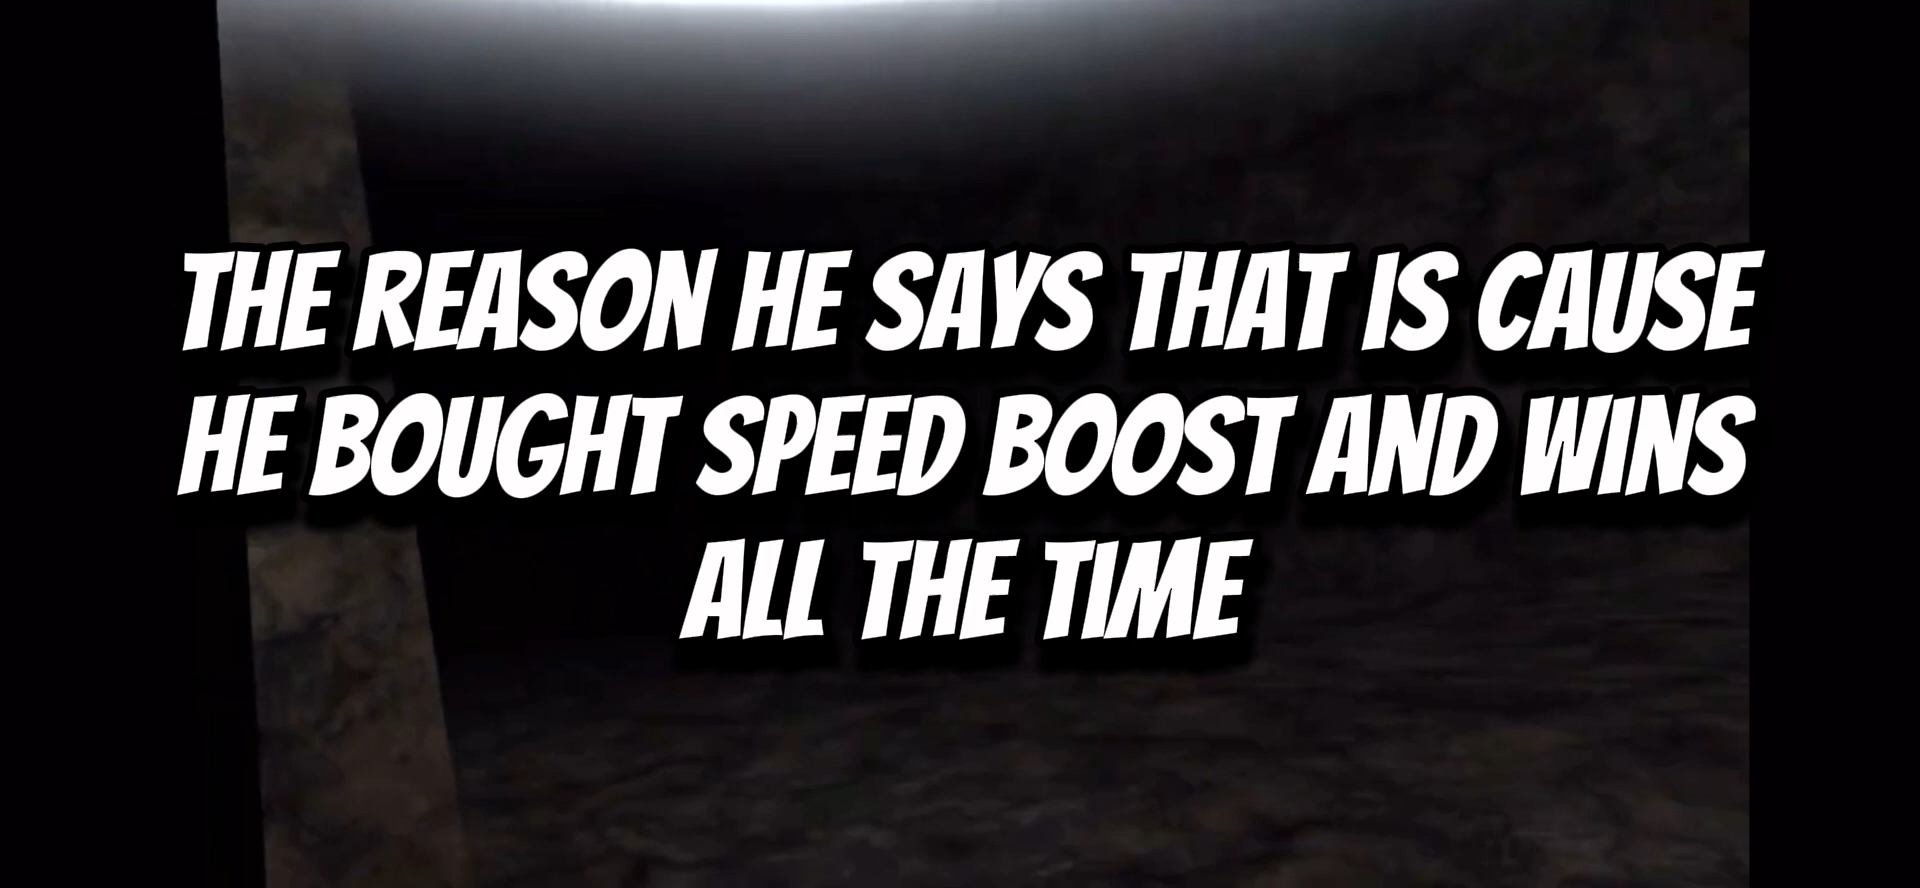 THE REASON HE SAYS THAT IS CAUSE
HE BOUGHT SPEED BOOST AND WINS
ALL THE TIME